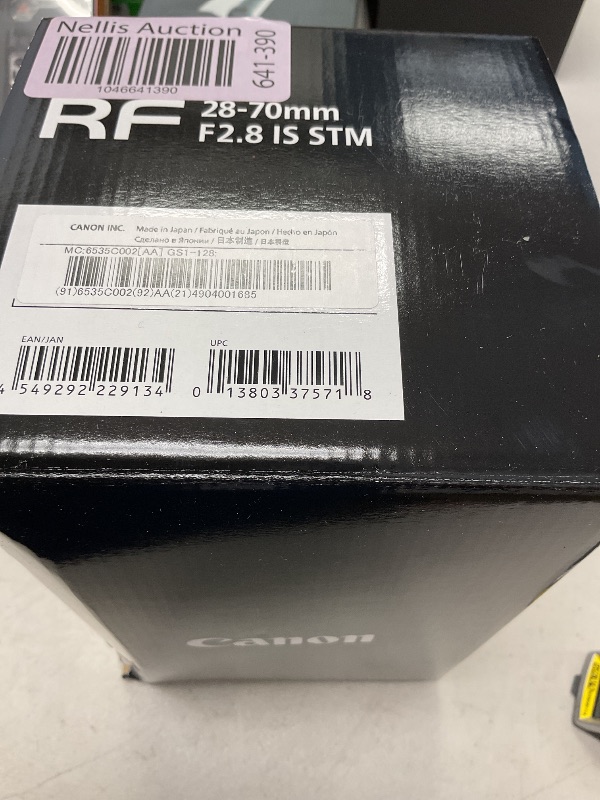 Nellis Auction
1046641390
641-390
RF 28-70mm
F2.8 IS STM
CANON INC. Made in Japan / Fabriqué au Japon / Hecho en Japón
Сделано в Японии / 日本制造 / 日本製造
MC:6535C002[AA] GS1-128:
(91)6535C002(92)AA(21)4904001685
EAN/JAN
UPC
4 549292 229134
0 13803 37571 8
Canon